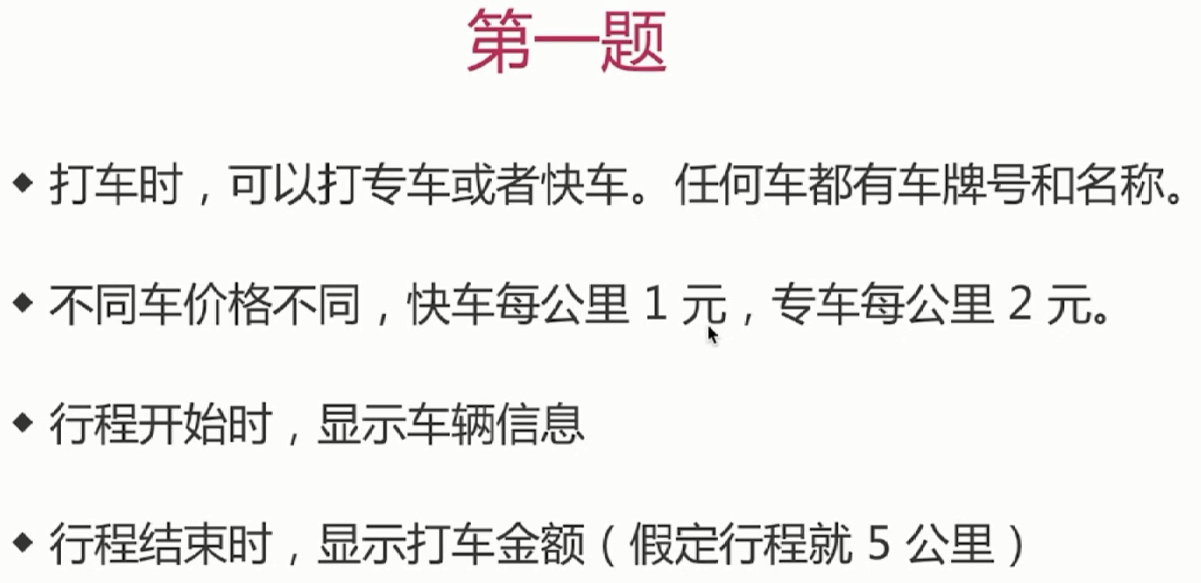 第一题
◆ 打车时，可以打专车或者快车。任何车都有车牌号和名称。
◆ 不同车价格不同，快车每公里 1 元，专车每公里 2 元。
◆ 行程开始时，显示车辆信息
◆ 行程结束时，显示打车金额（假定行程就 5 公里）